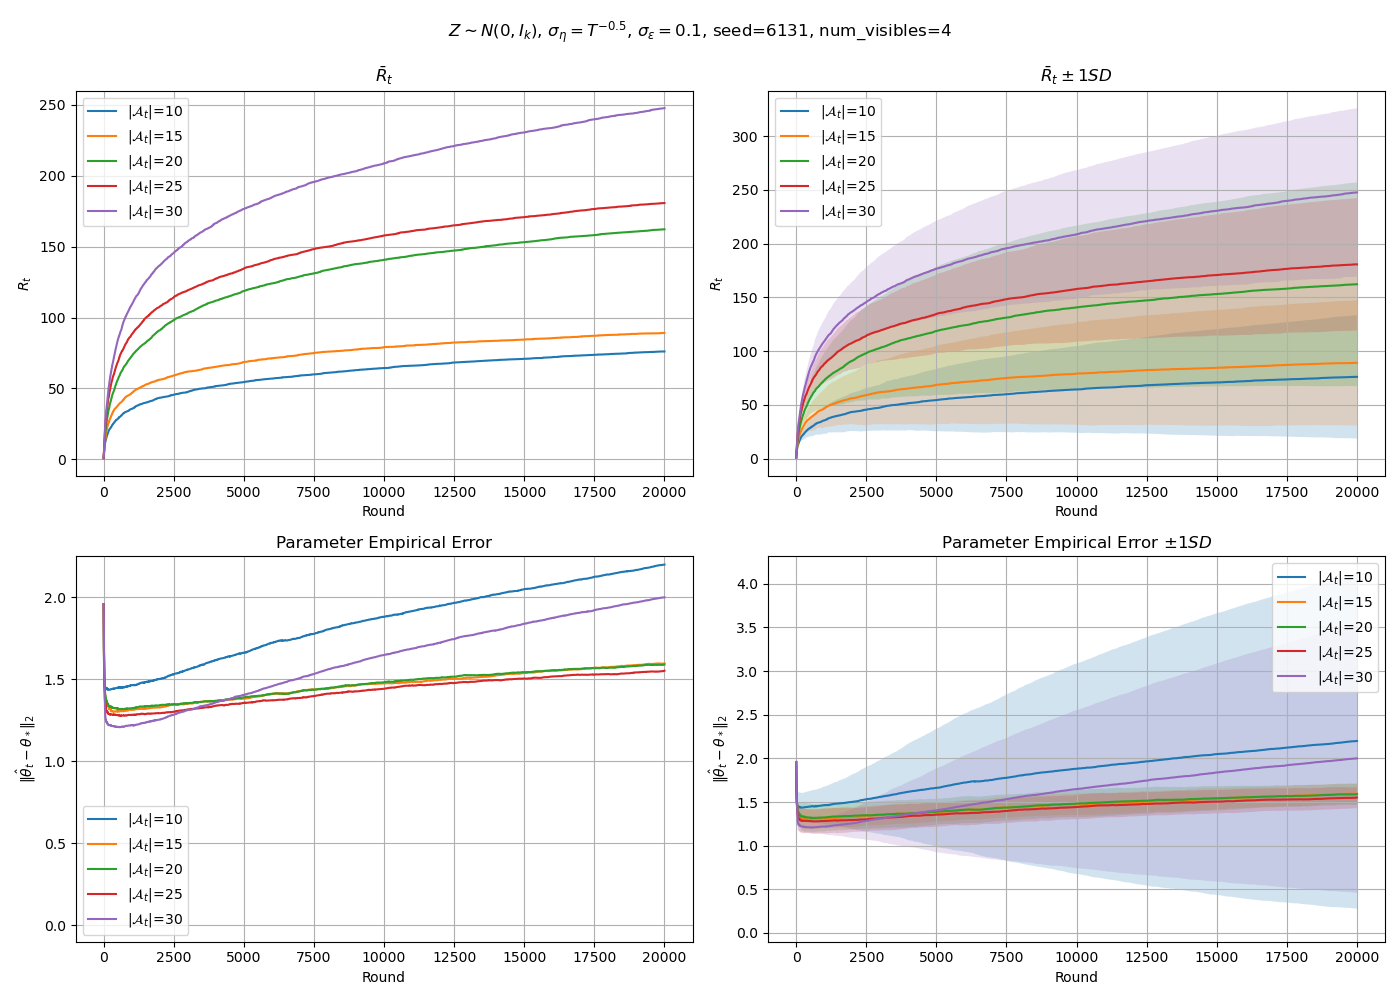 Z ∼ N(0, I_k), σ_η = T^{−0.5}, σ_ε = 0.1, seed=6131, num_visibles=4
R̄_t
R̄_t ± 1SD
|𝒜_t|=10
|𝒜_t|=15
|𝒜_t|=20
|𝒜_t|=25
|𝒜_t|=30
250
200
150
100
50
0
R_t
0 2500 5000 7500 10000 12500 15000 17500 20000
Round
|𝒜_t|=10
|𝒜_t|=15
|𝒜_t|=20
|𝒜_t|=25
|𝒜_t|=30
300
250
200
150
100
50
0
R_t
0 2500 5000 7500 10000 12500 15000 17500 20000
Round
Parameter Empirical Error
2.0
1.5
1.0
0.5
0.0
‖θ̂_t − θ_*‖_2
|𝒜_t|=10
|𝒜_t|=15
|𝒜_t|=20
|𝒜_t|=25
|𝒜_t|=30
0 2500 5000 7500 10000 12500 15000 17500 20000
Round
Parameter Empirical Error ±1SD
|𝒜_t|=10
|𝒜_t|=15
|𝒜_t|=20
|𝒜_t|=25
|𝒜_t|=30
4.0
3.5
3.0
2.5
2.0
1.5
1.0
0.5
0.0
‖θ̂_t − θ_*‖_2
0 2500 5000 7500 10000 12500 15000 17500 20000
Round